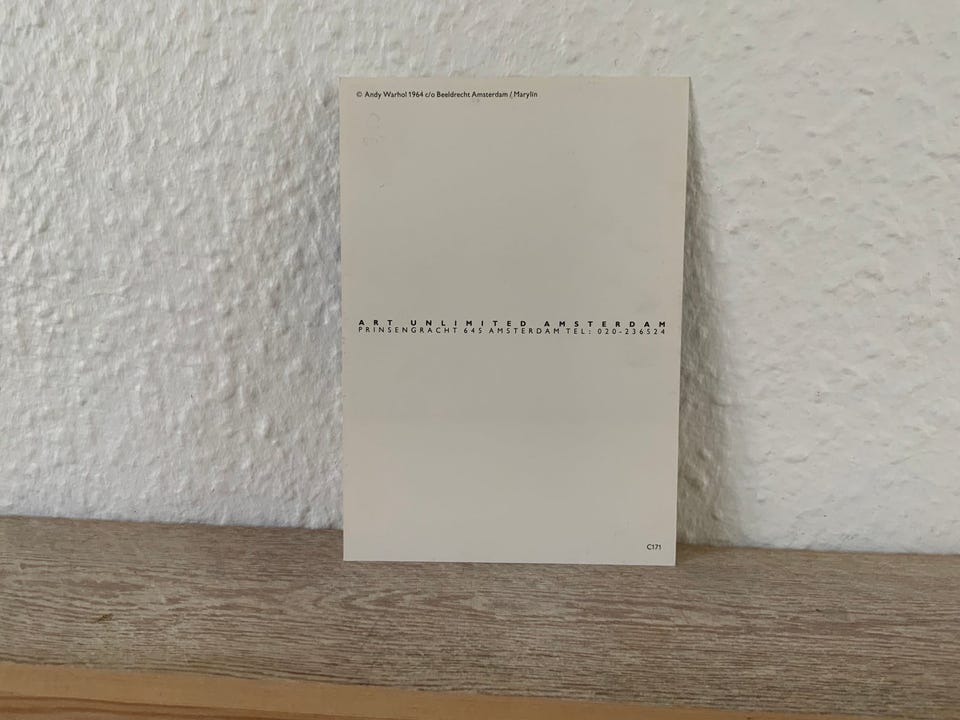 © Andy Warhol 1964 c/o Beeldrecht Amsterdam / Marylin
ART UNLIMITED AMSTERDAM
PRINSENGRACHT 645 AMSTERDAM TEL: 020-236524
C171